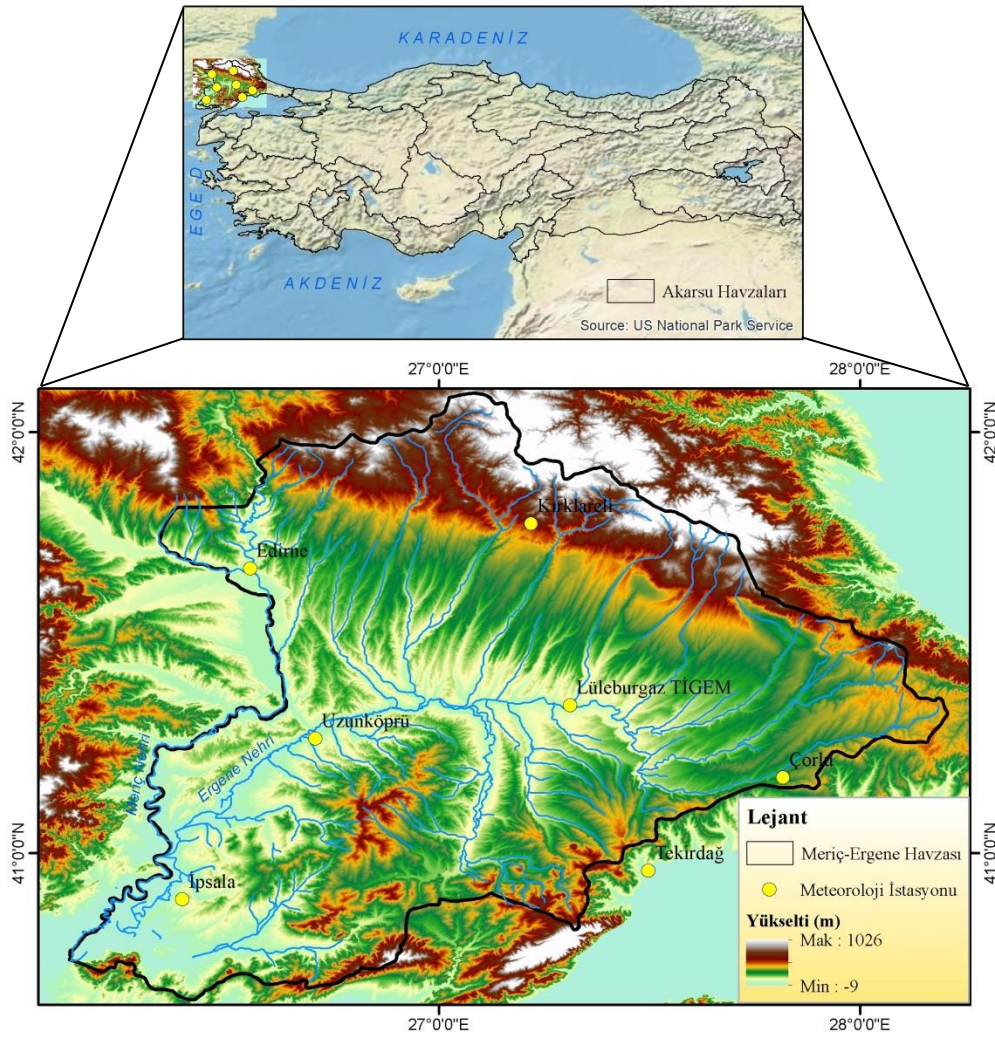 KARADENİZ
EGE D
AKDENİZ
Akarsu Havzaları
Source: US National Park Service
27°0'0"E
28°0'0"E
42°0'0"N
42°0'0"N
Kırklareli
Edirne
Lüleburgaz TİGEM
Uzunköprü
Ergene Nehri
Meriç Nehri
Çorlu
Tekirdağ
İpsala
41°0'0"N
41°0'0"N
Lejant
Meriç-Ergene Havzası
Meteoroloji İstasyonu
Yükselti (m)
Mak : 1026
Min : -9
27°0'0"E
28°0'0"E